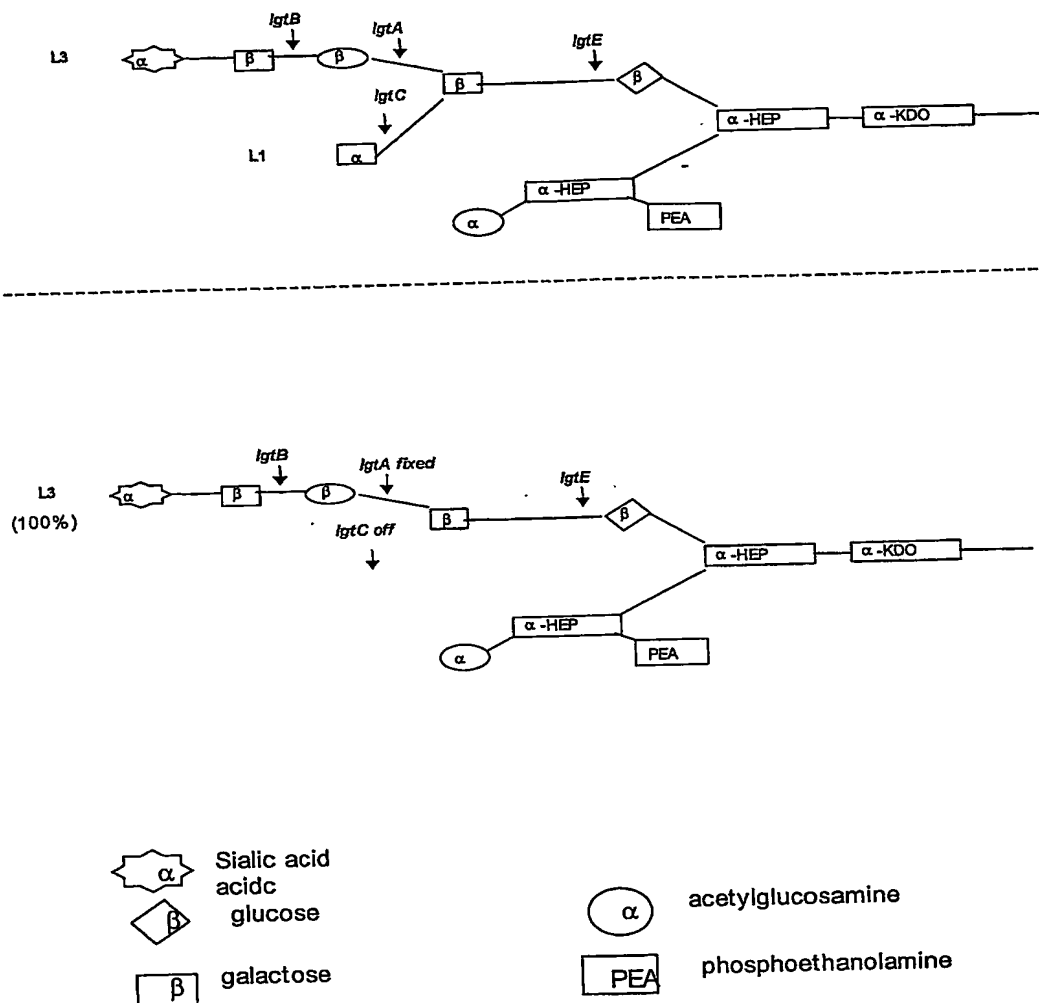 lgtB
lgtA
lgtE
L3
α
β
β
β
β
lgtC
L1
α
α -HEP
α -KDO
α -HEP
α
PEA
lgtB
lgtA fixed
lgtE
L3
(100%)
α
β
β
β
β
lgtC off
α -HEP
α -KDO
α -HEP
α
PEA
α
Sialic acid
acidc
β
glucose
β
galactose
α
acetylglucosamine
PEA
phosphoethanolamine